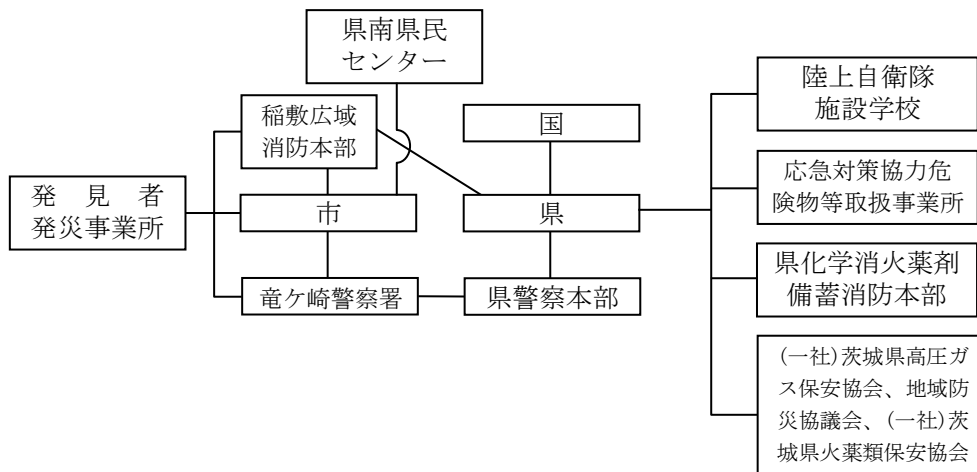 県南県民
センター
陸上自衛隊
施設学校
稲敷広域
消防本部
国
発　見　者
発災事業所
市
県
応急対策協力危
険物等取扱事業所
竜ケ崎警察署
県警察本部
県化学消火薬剤
備蓄消防本部
(一社)茨城県高圧ガ
ス保安協会、地域防
災協議会、(一社)茨
城県火薬類保安協会